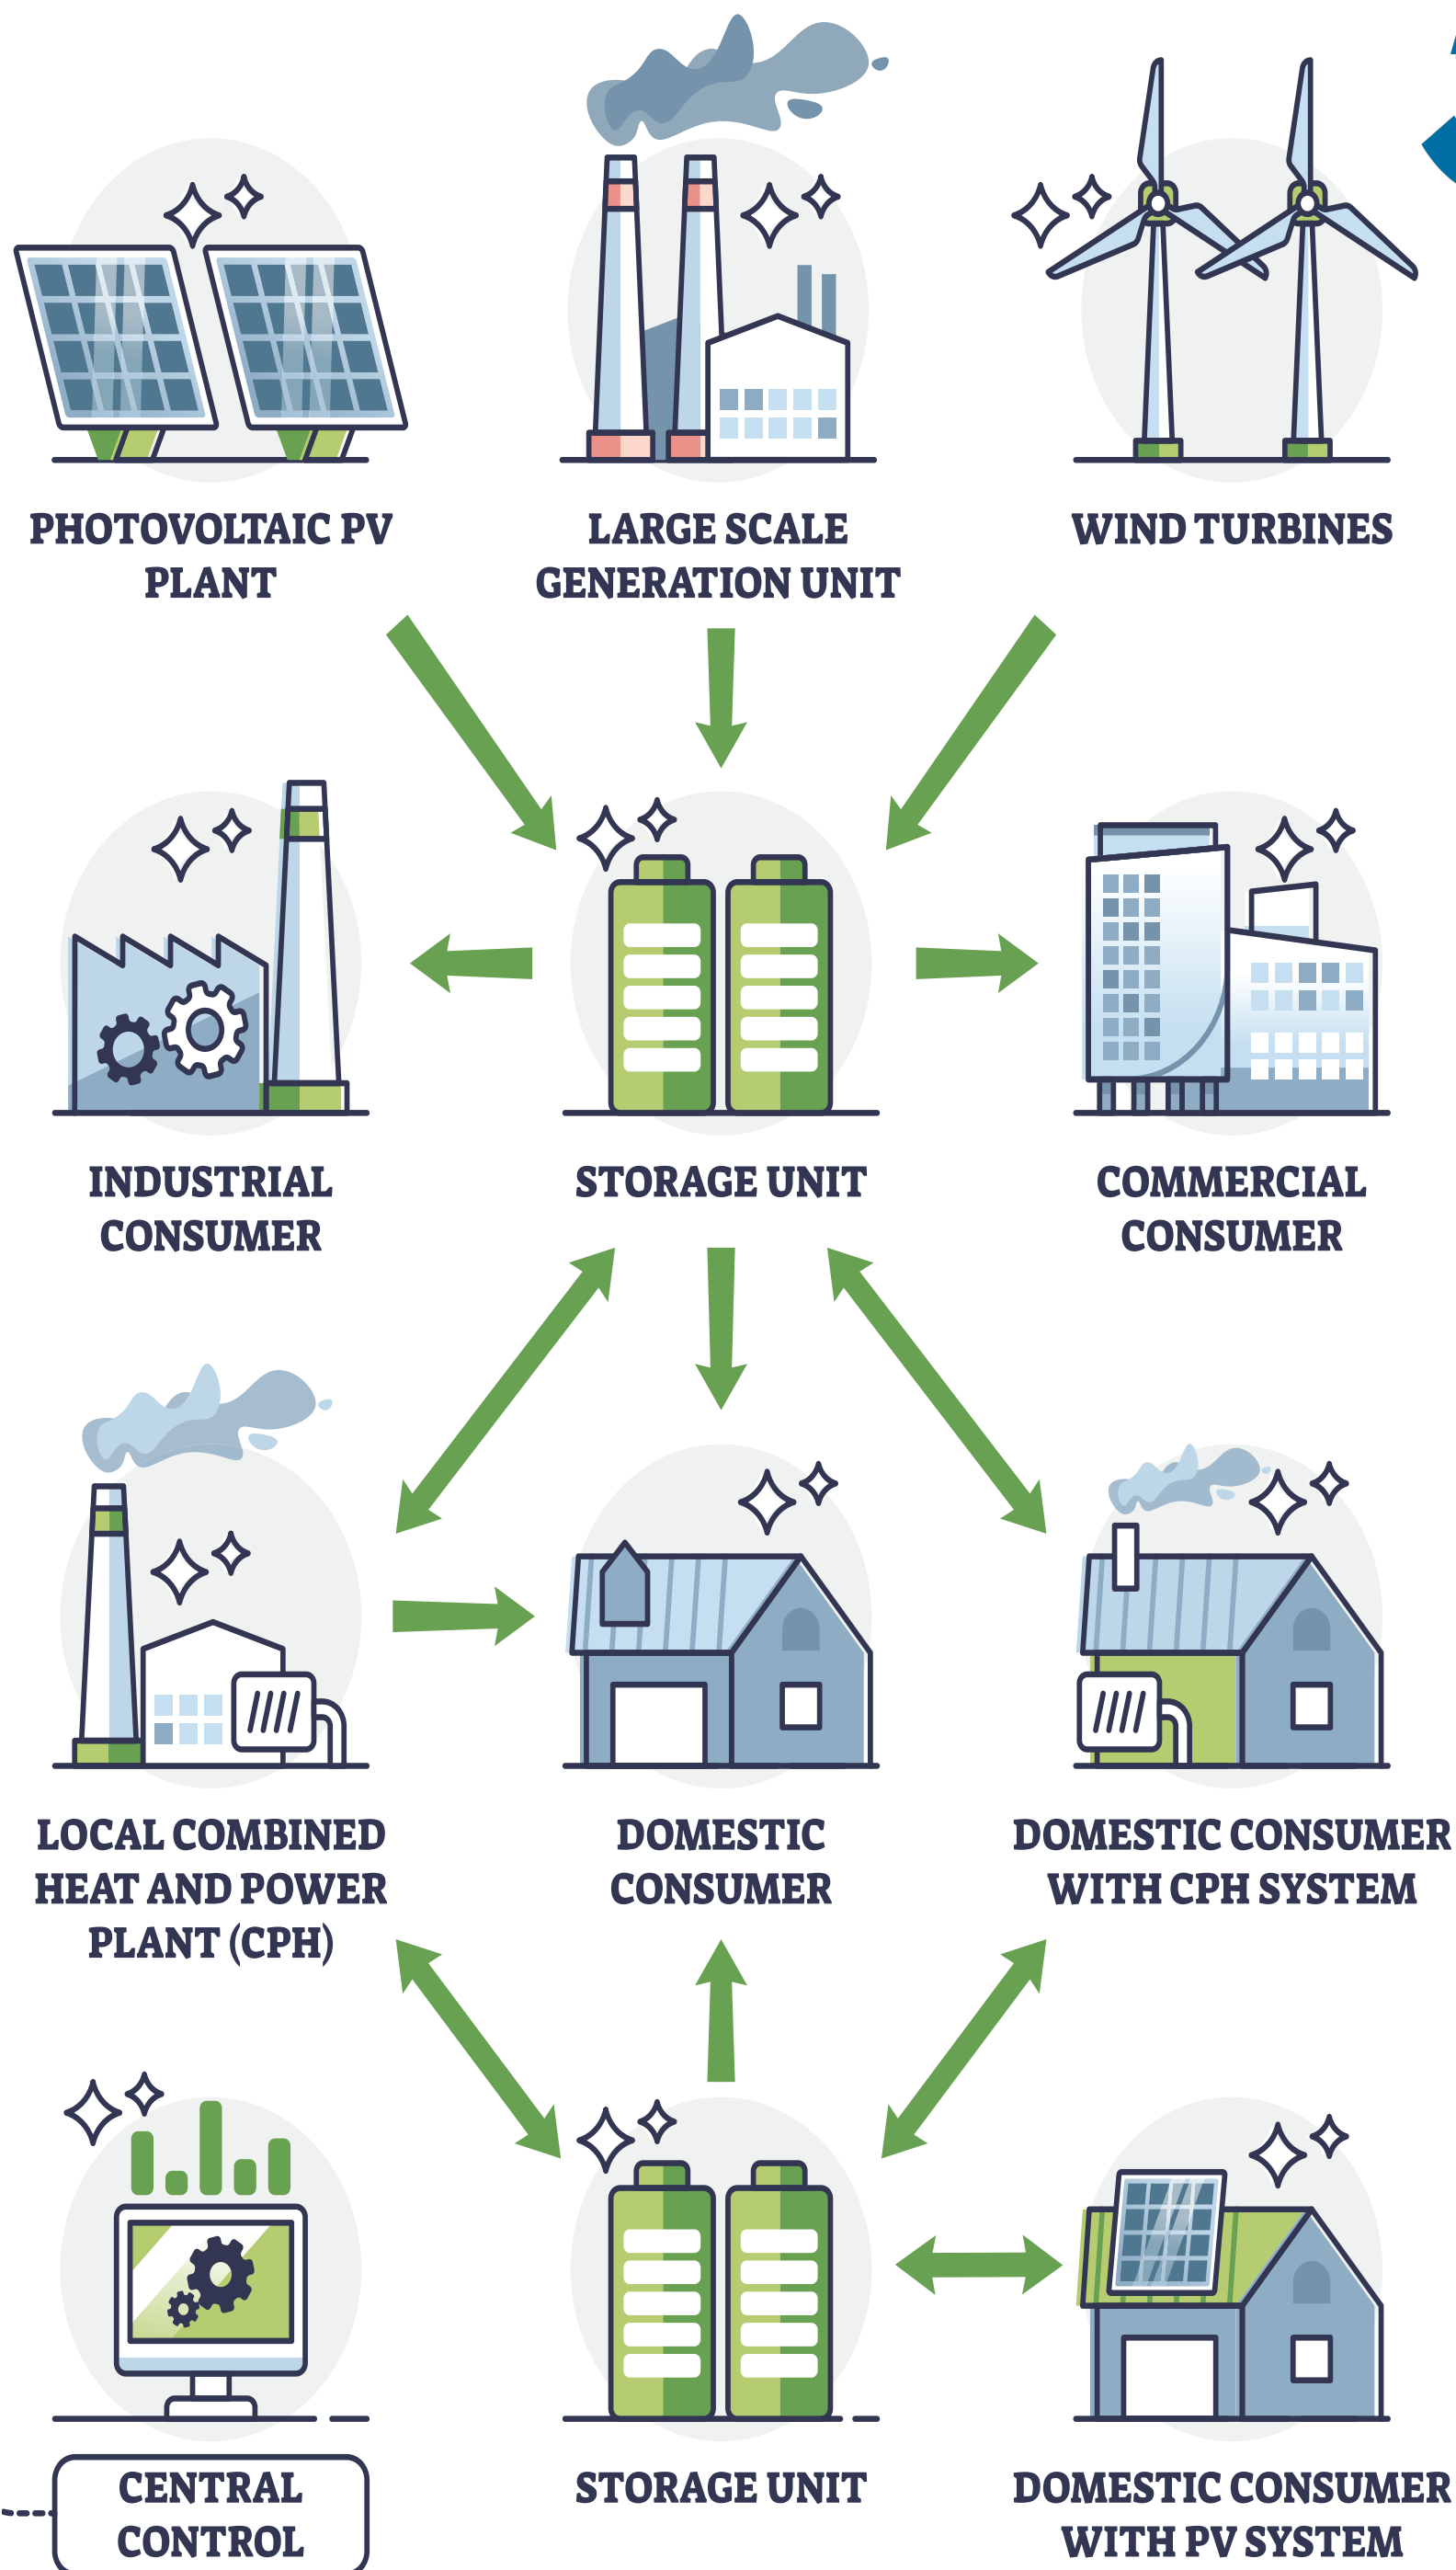 PHOTOVOLTAIC PV
PLANT
LARGE SCALE
GENERATION UNIT
WIND TURBINES
INDUSTRIAL
CONSUMER
STORAGE UNIT
COMMERCIAL
CONSUMER
LOCAL COMBINED
HEAT AND POWER
PLANT (CPH)
DOMESTIC
CONSUMER
DOMESTIC CONSUMER
WITH CPH SYSTEM
CENTRAL
CONTROL
STORAGE UNIT
DOMESTIC CONSUMER
WITH PV SYSTEM